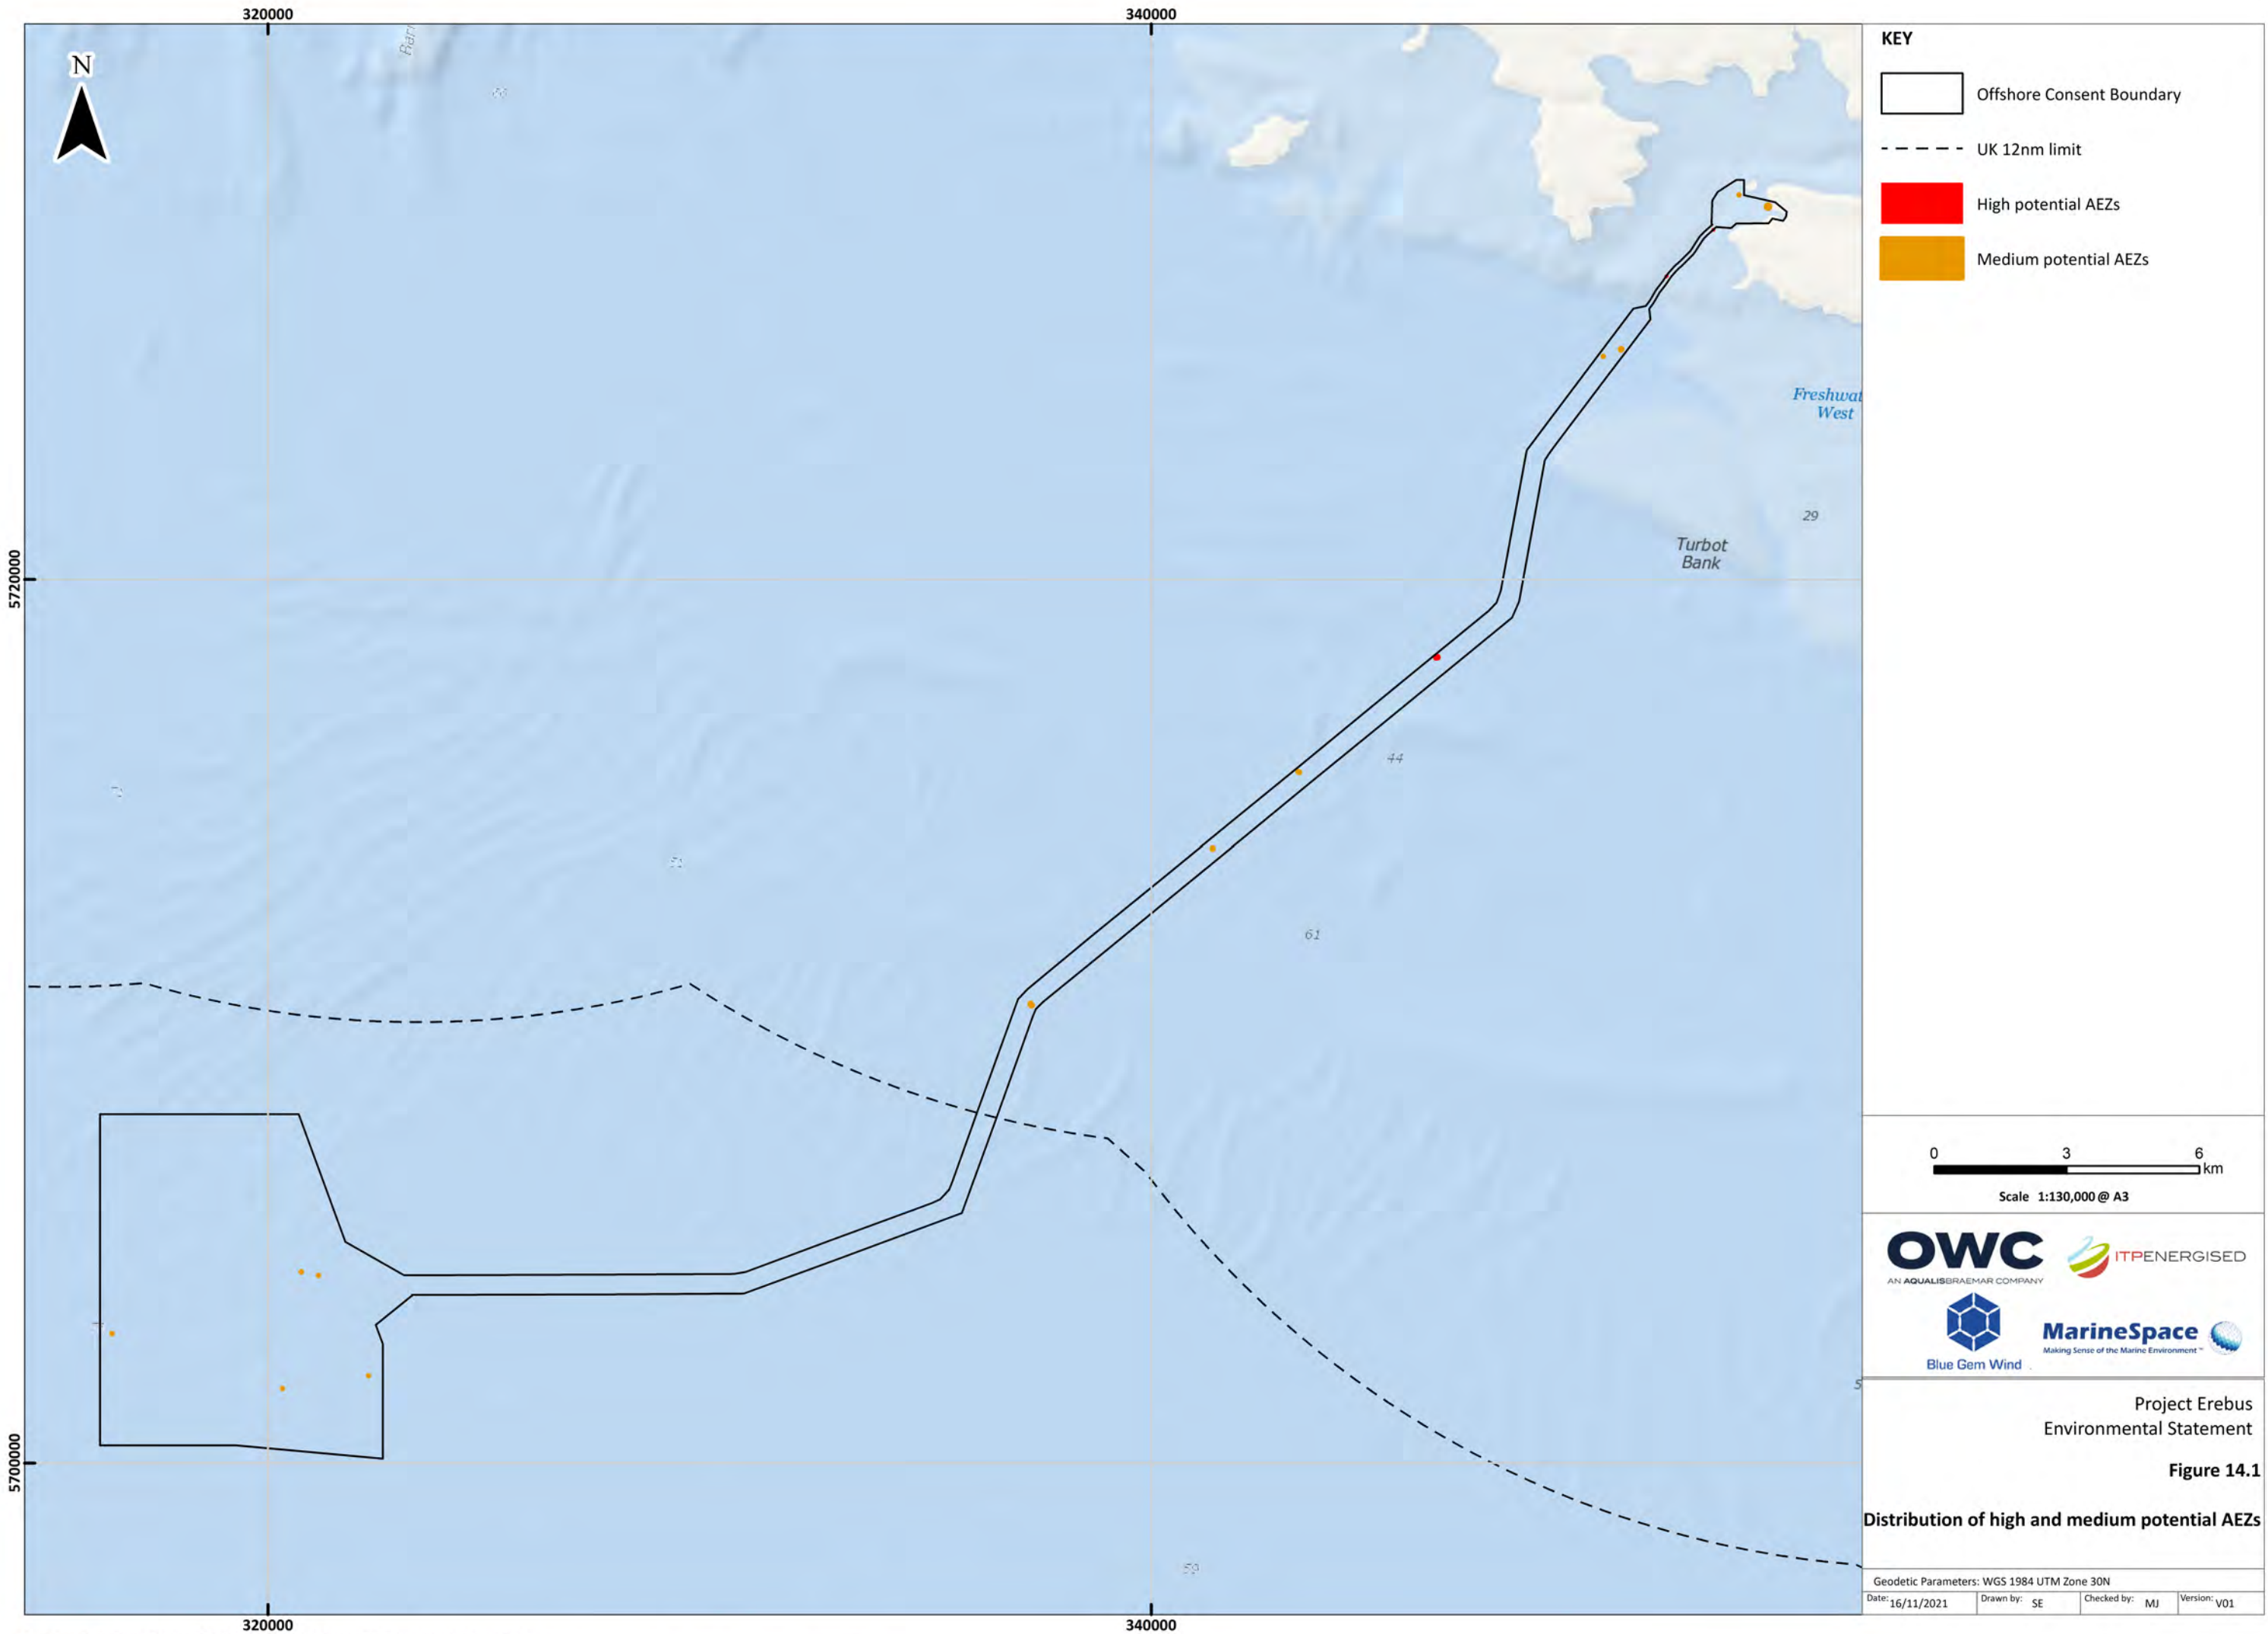 320000
340000
N
66
Freshwat
West
29
Turbot
Bank
5720000
44
71
61
5700000
59
320000
340000
KEY
Offshore Consent Boundary
UK 12nm limit
High potential AEZs
Medium potential AEZs
0 3 6
km
Scale 1:130,000 @ A3
OWC
AN AQUALISBRAEMAR COMPANY
ITPENERGISED
Blue Gem Wind
MarineSpace
Making Sense of the Marine Environment™
Project Erebus
Environmental Statement
Figure 14.1
Distribution of high and medium potential AEZs
Geodetic Parameters: WGS 1984 UTM Zone 30N
Date: 16/11/2021 Drawn by: SE Checked by: MJ Version: V01